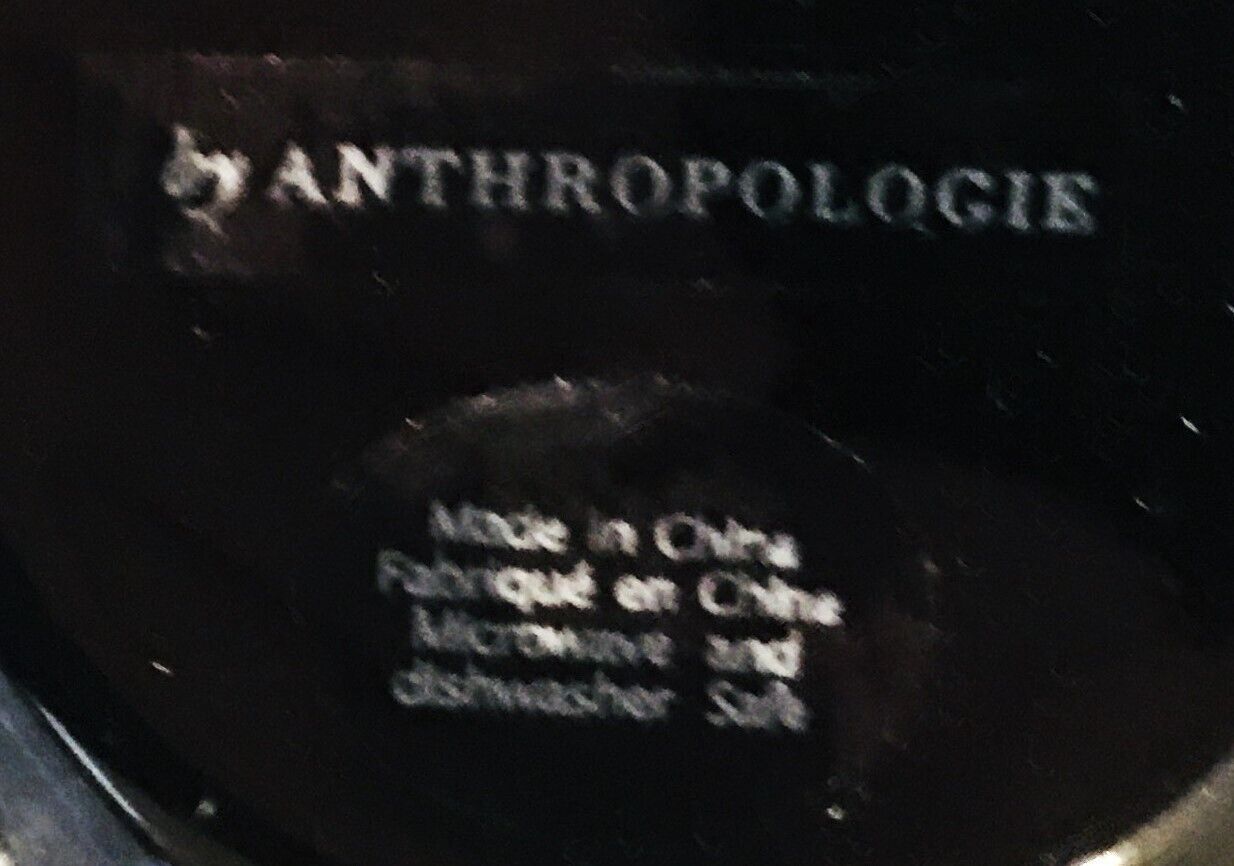 by ANTHROPOLOGIE
Made in China
Fabriqué en Chine
Microwave and
dishwasher Safe